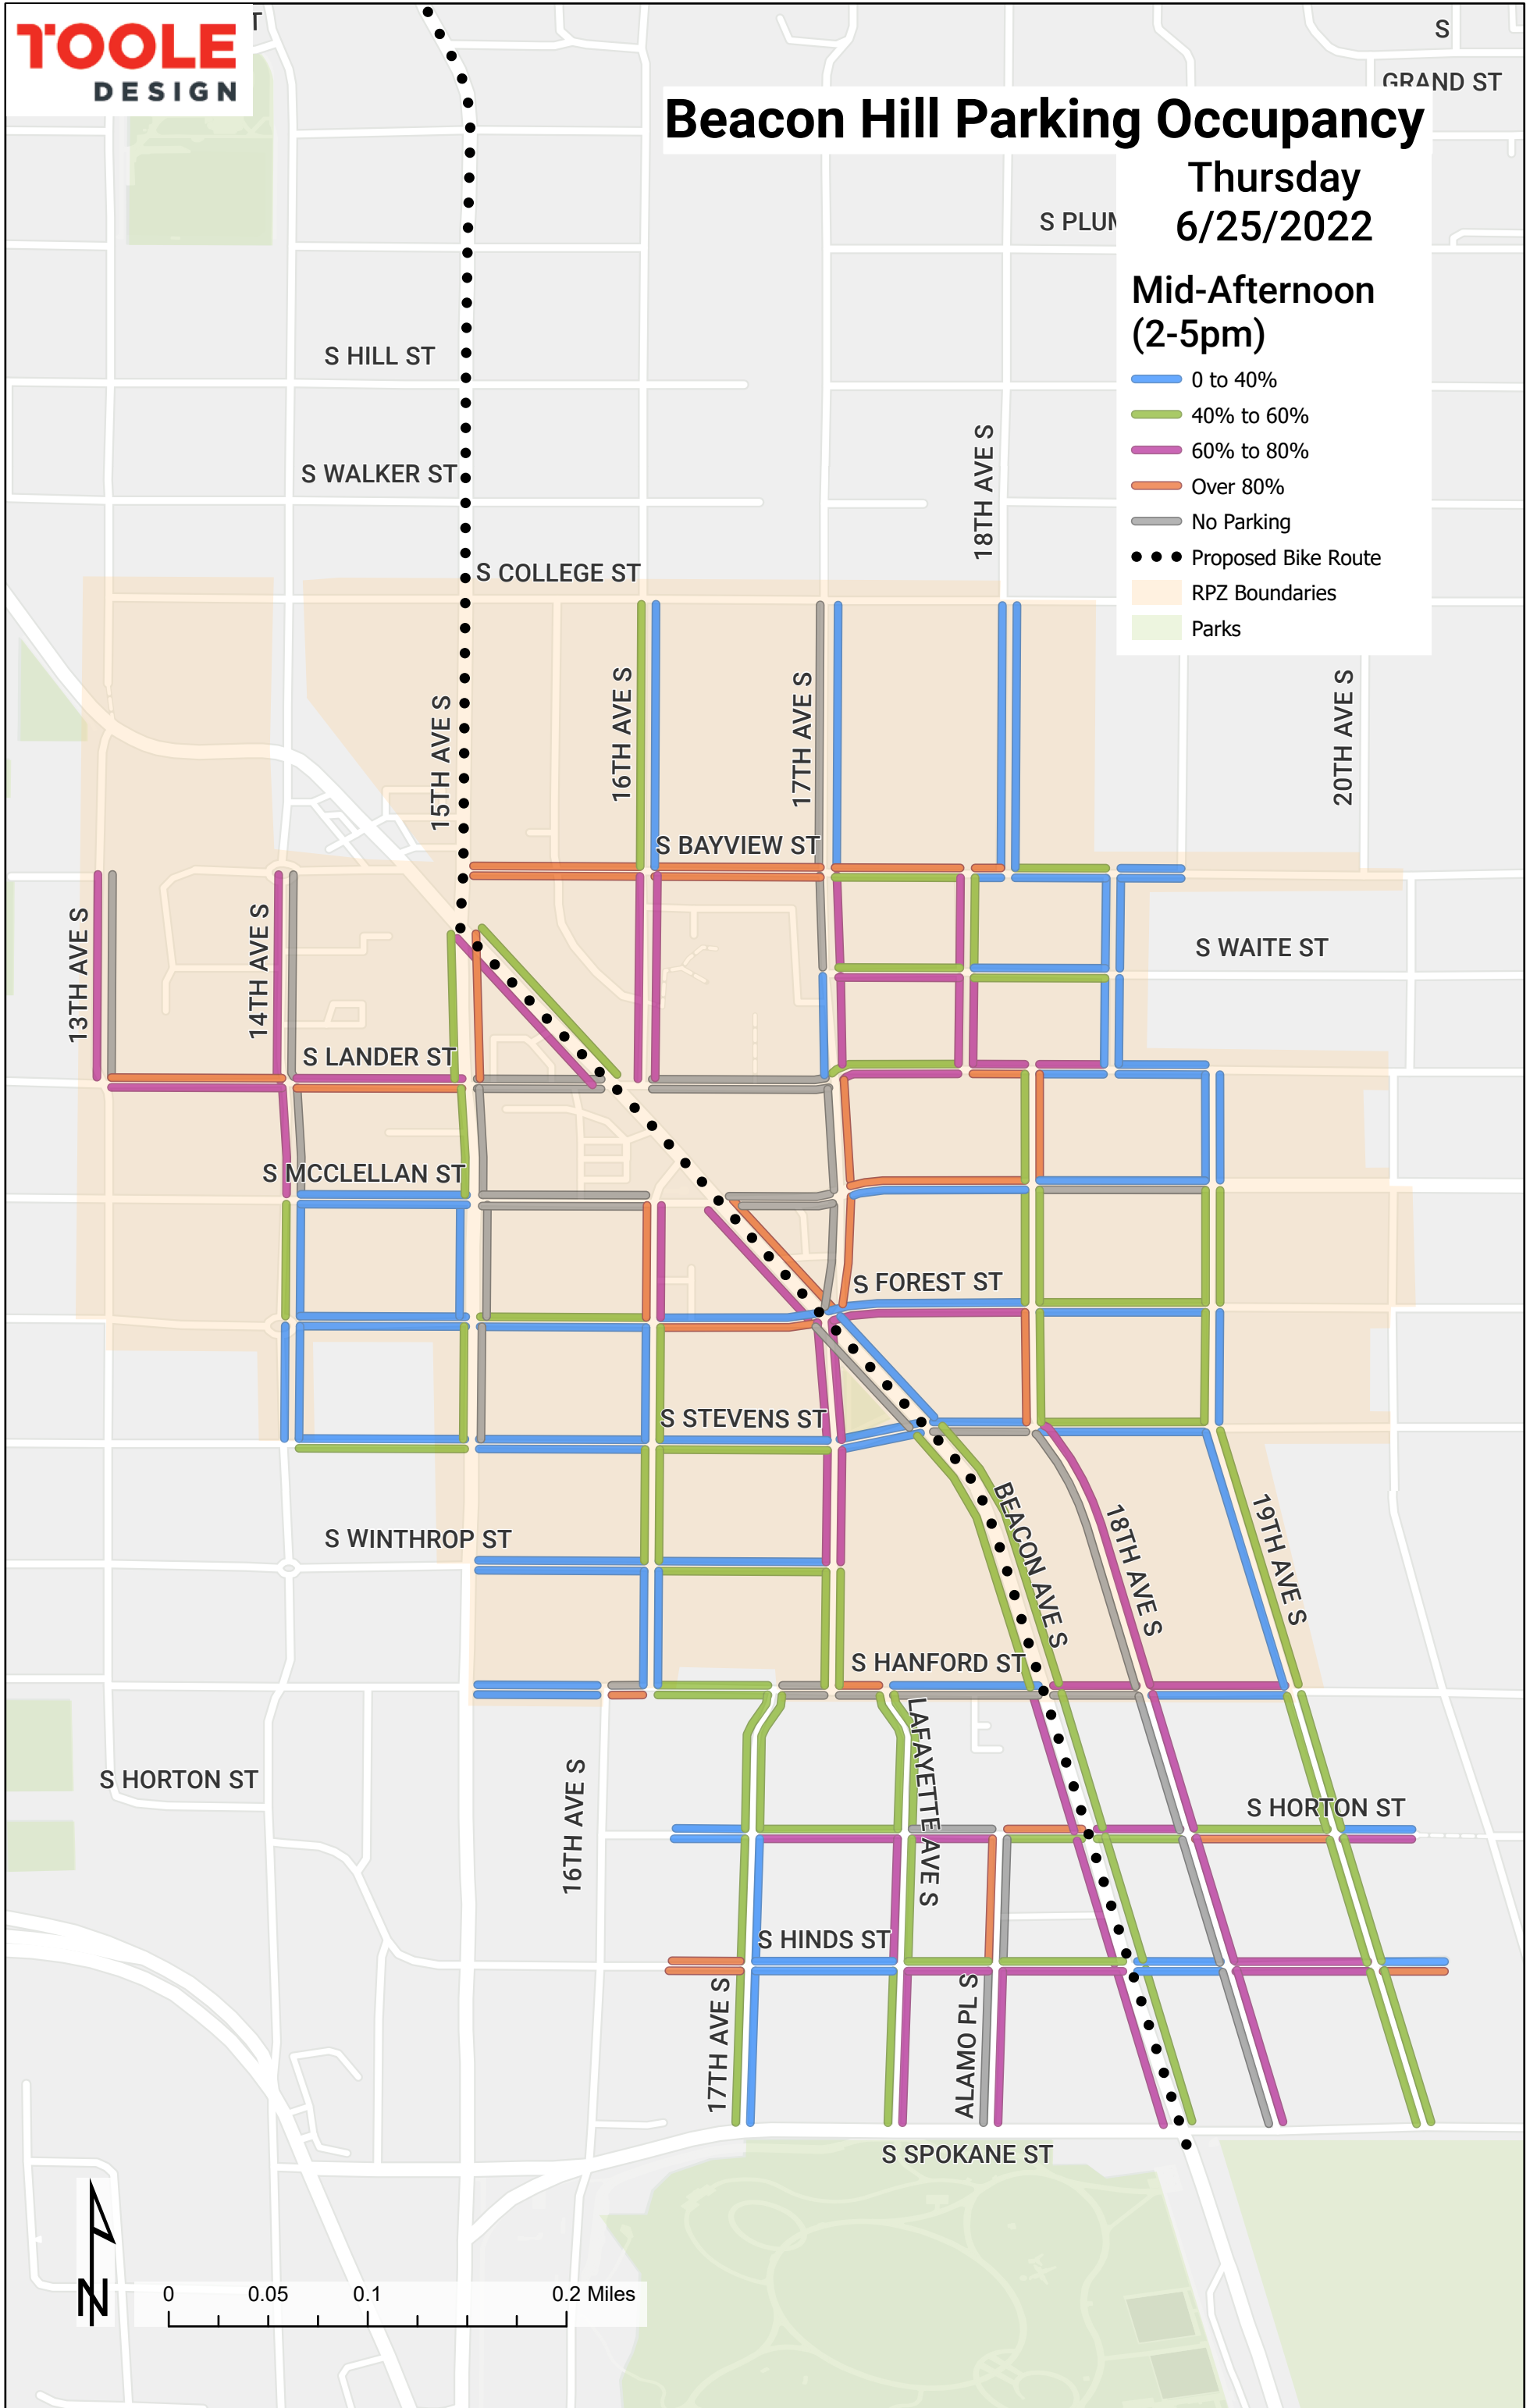 T
TOOLE
DESIGN
S
GRAND ST
Beacon Hill Parking Occupancy
Thursday
6/25/2022
S PLUM
Mid-Afternoon
(2-5pm)
0 to 40%
40% to 60%
60% to 80%
Over 80%
No Parking
Proposed Bike Route
RPZ Boundaries
Parks
S HILL ST
S WALKER ST
18TH AVE S
S COLLEGE ST
15TH AVE S
16TH AVE S
17TH AVE S
20TH AVE S
S BAYVIEW ST
13TH AVE S
14TH AVE S
S WAITE ST
S LANDER ST
S MCCLELLAN ST
S FOREST ST
S STEVENS ST
S WINTHROP ST
BEACON AVE S
18TH AVE S
19TH AVE S
S HANFORD ST
LAFAYETTE AVE S
S HORTON ST
16TH AVE S
S HORTON ST
S HINDS ST
17TH AVE S
ALAMO PL S
S SPOKANE ST
N
0 0.05 0.1 0.2 Miles